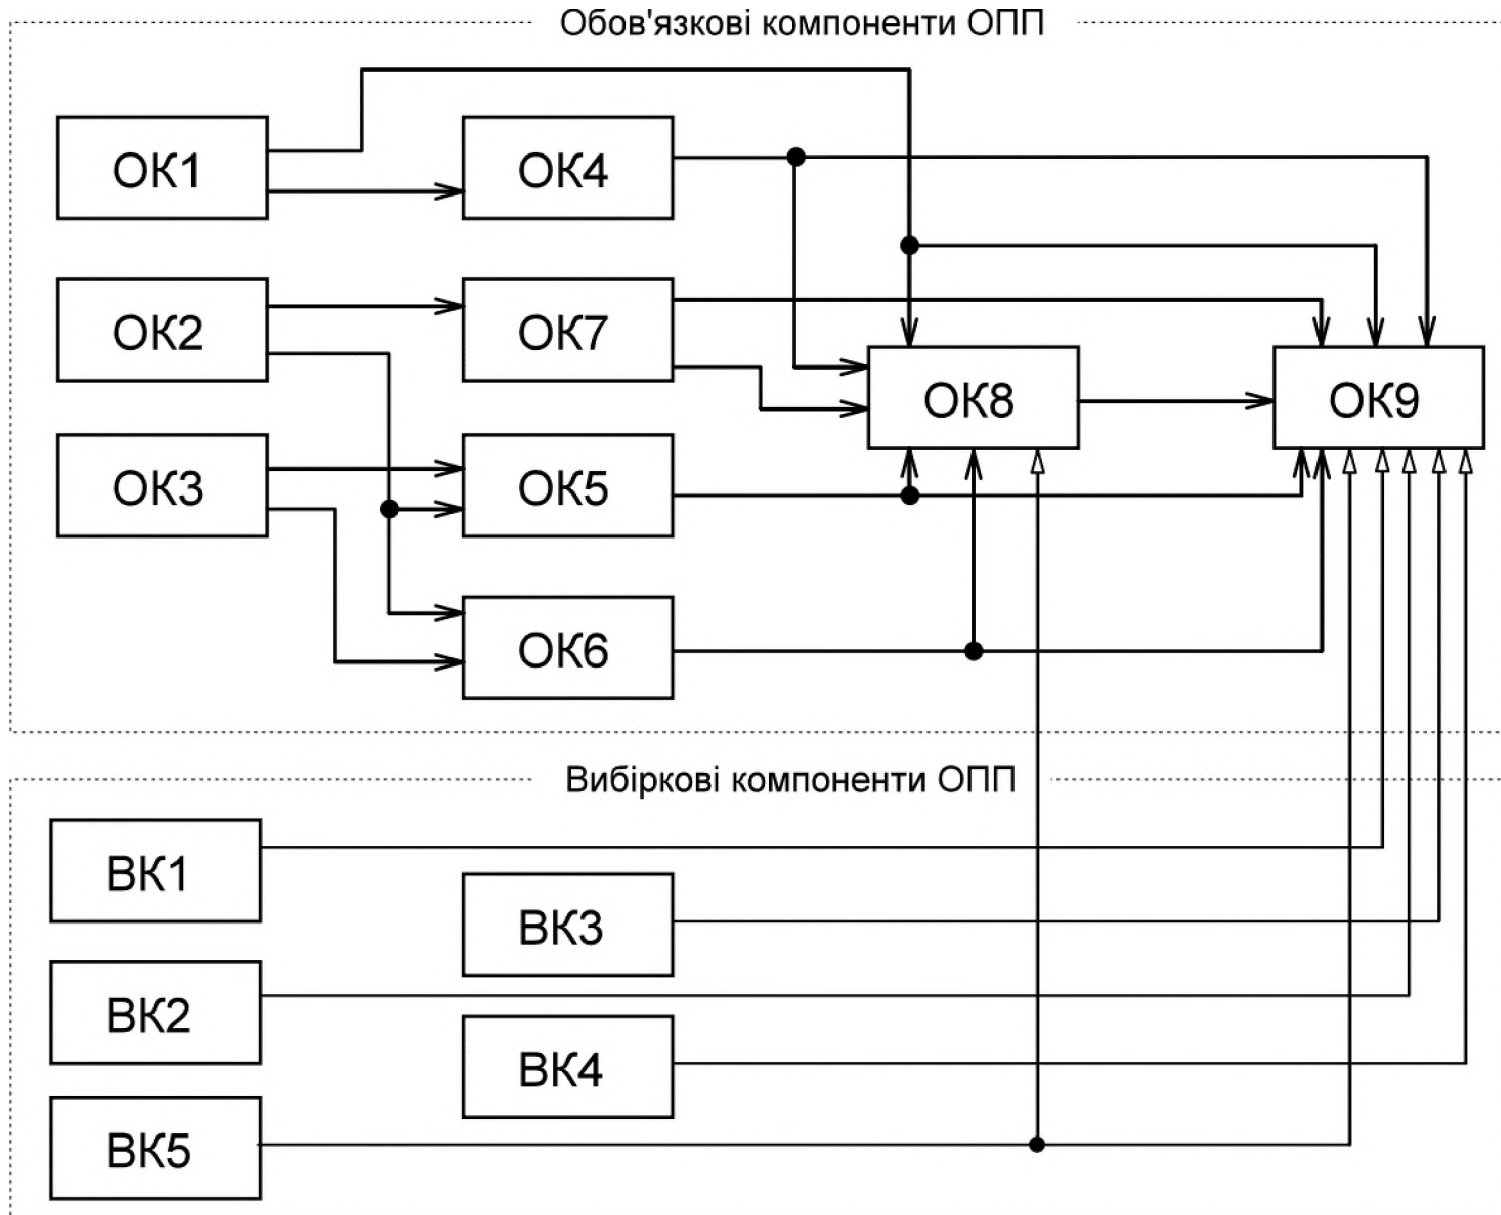 Обов'язкові компоненти ОПП
ОК1
ОК4
ОК2
ОК7
ОК8
ОК9
ОК3
ОК5
ОК6
Вибіркові компоненти ОПП
ВК1
ВК3
ВК2
ВК4
ВК5